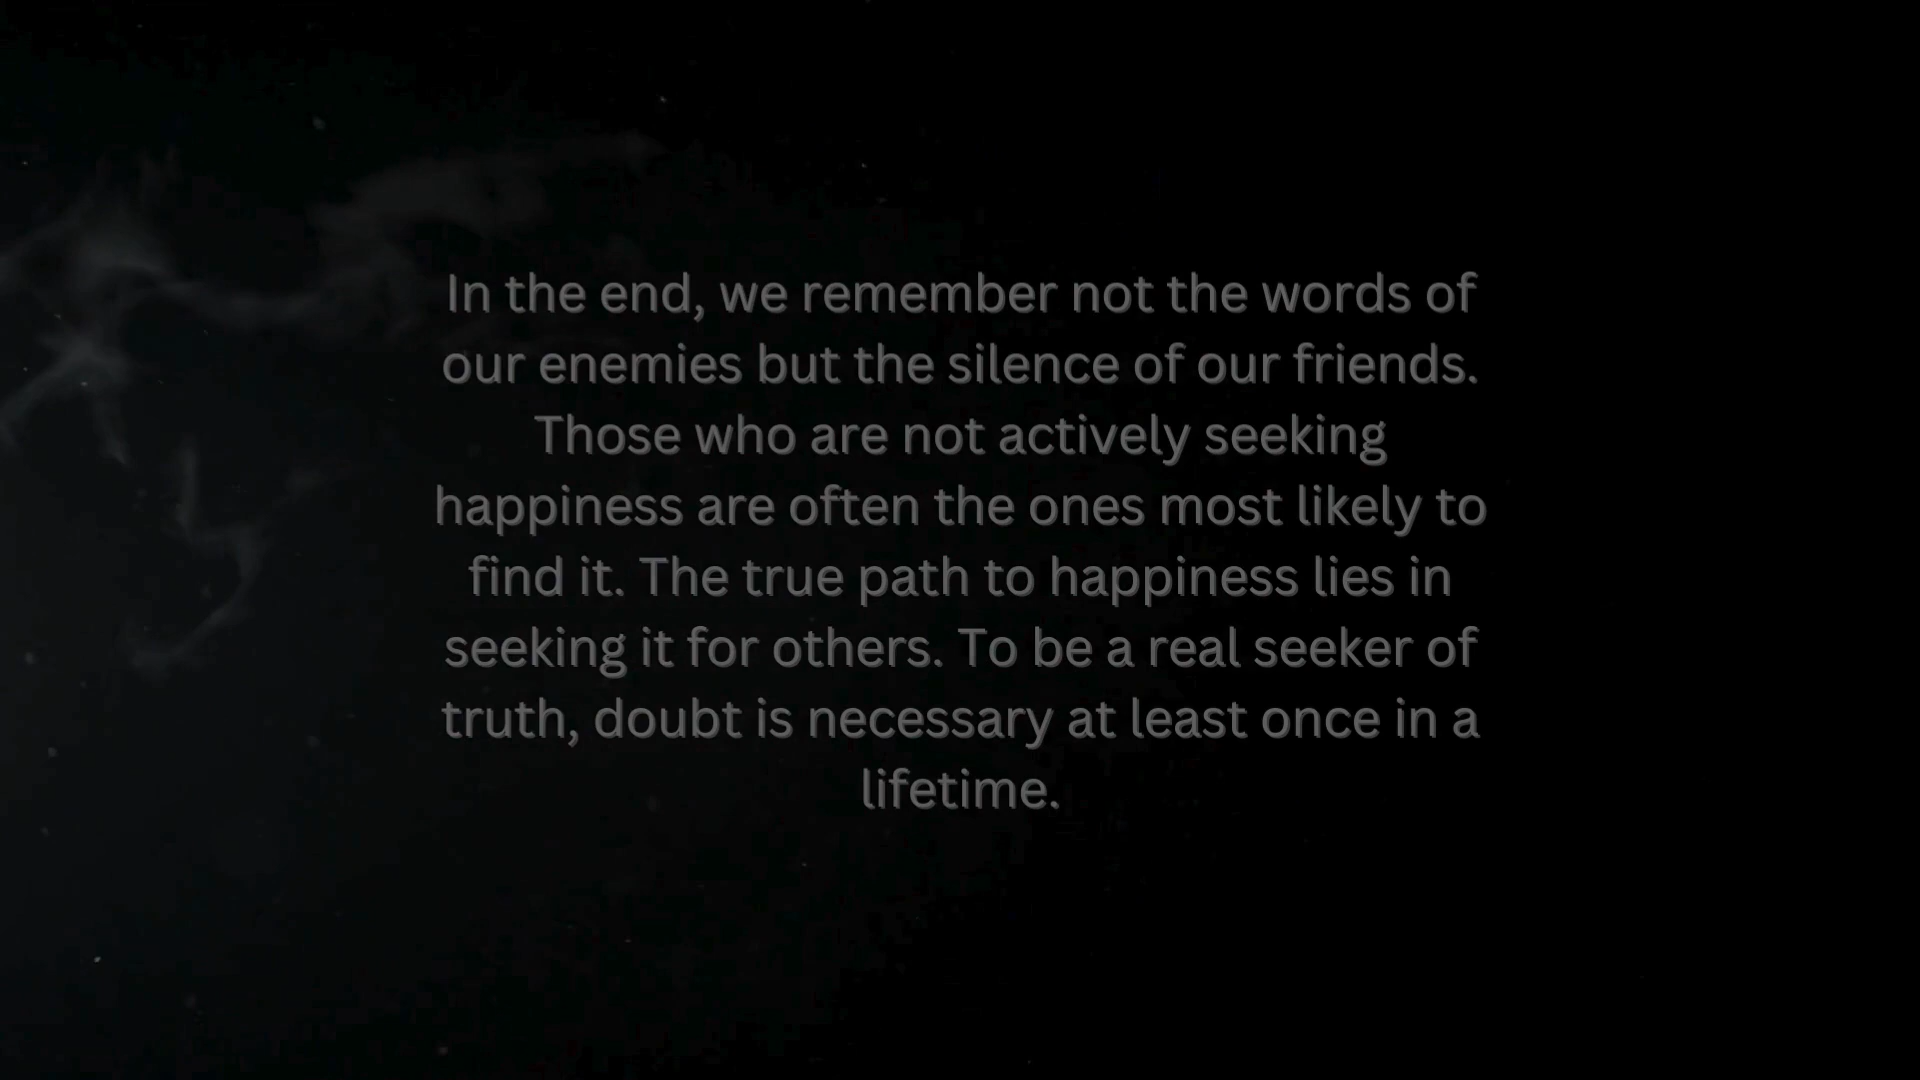 In the end, we remember not the words of
our enemies but the silence of our friends.
Those who are not actively seeking
happiness are often the ones most likely to
find it. The true path to happiness lies in
seeking it for others. To be a real seeker of
truth, doubt is necessary at least once in a
lifetime.